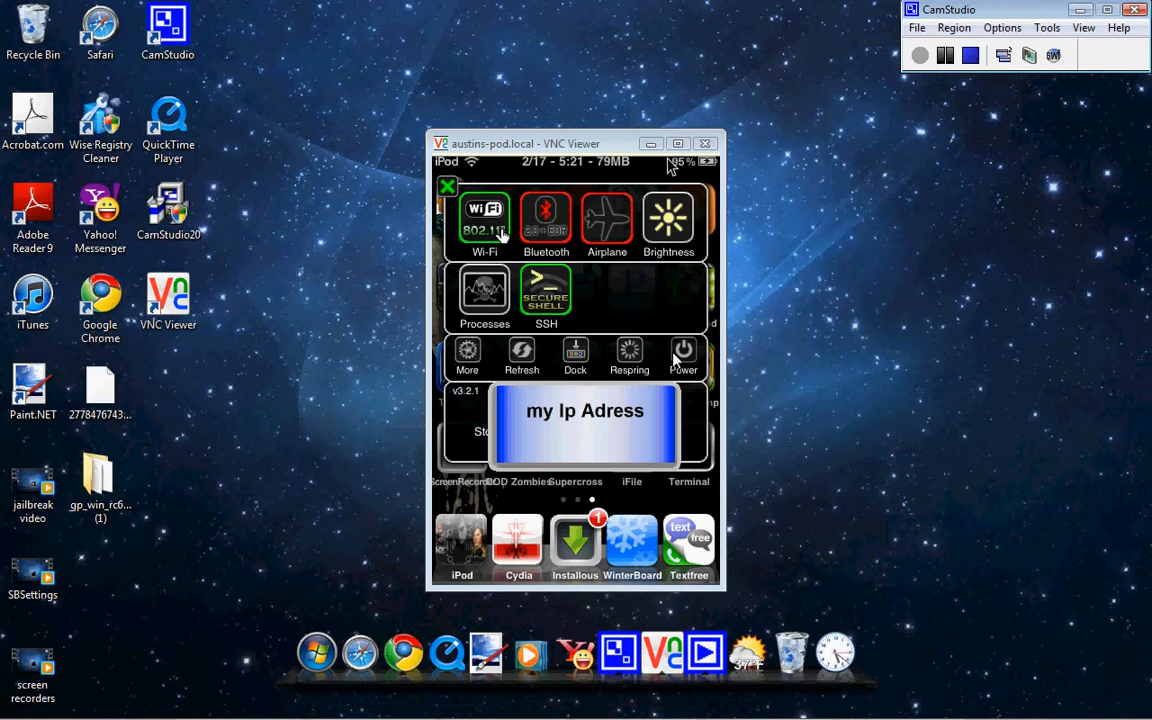 Recycle Bin
Safari
CamStudio
Acrobat.com
Wise Registry
Cleaner
QuickTime
Player
Adobe
Reader 9
Yahoo!
Messenger
CamStudio20
iTunes
Google
Chrome
VNC Viewer
Paint.NET
2778476743...
jailbreak
video
gp_win_rc6...
(1)
SBSettings
screen
recorders
CamStudio
File Region Options Tools View Help
austins-pod.local - VNC Viewer
iPod 2/17 - 5:21 - 79MB 95%
WiFi
Wi-Fi Bluetooth Airplane Brightness
>_
SECURE
SHELL
Processes SSH
More Refresh Dock Respring Power
v3.2.1
my Ip Adress
COD Zombies Supercross iFile Terminal
1
text
free
iPod Cydia Installous WinterBoard Textfree
37°F